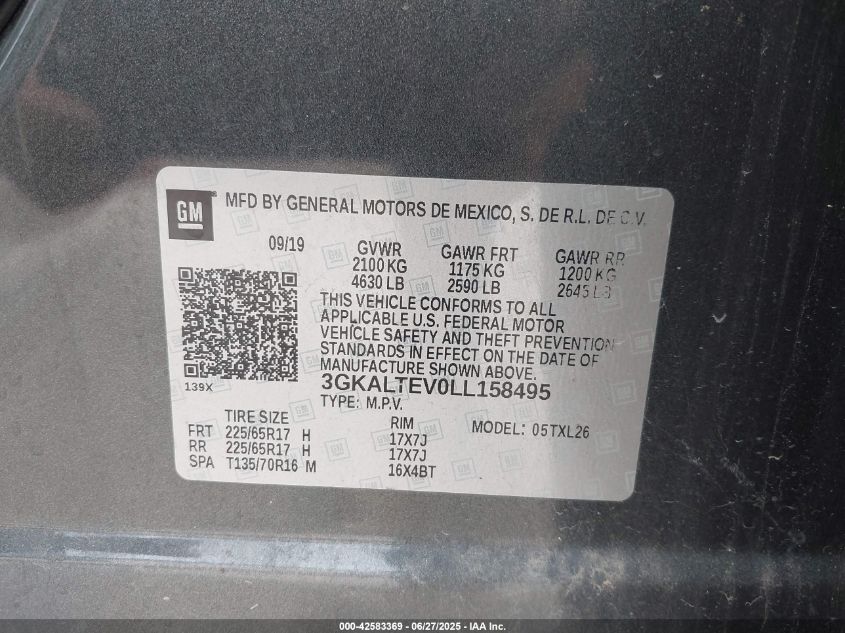 GM ® MFD BY GENERAL MOTORS DE MEXICO, S. DE R.L. DE C.V.
09/19 GVWR GAWR FRT GAWR RR
2100 KG 1175 KG 1200 KG
4630 LB 2590 LB 2645 LB
THIS VEHICLE CONFORMS TO ALL
APPLICABLE U.S. FEDERAL MOTOR
VEHICLE SAFETY AND THEFT PREVENTION
STANDARDS IN EFFECT ON THE DATE OF
MANUFACTURE SHOWN ABOVE.
139X
3GKALTEV0LL158495
TYPE: M.P.V.
TIRE SIZE RIM MODEL: 05TXL26
FRT 225/65R17 H 17X7J
RR 225/65R17 H 17X7J
SPA T135/70R16 M 16X4BT
000-42583369 - 06/27/2025 - IAA Inc.